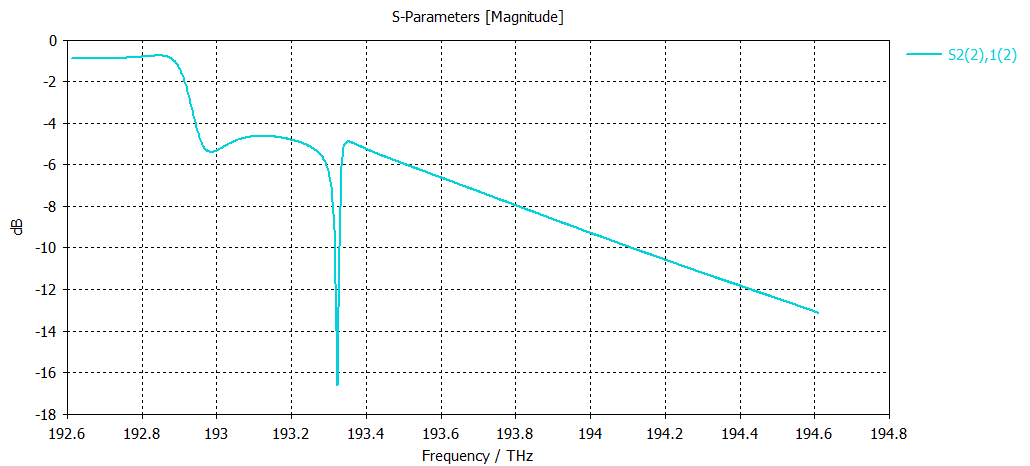 S-Parameters [Magnitude]
S2(2),1(2)
0
-2
-4
-6
-8
-10
-12
-14
-16
-18
dB
192.6 192.8 193 193.2 193.4 193.6 193.8 194 194.2 194.4 194.6 194.8
Frequency / THz